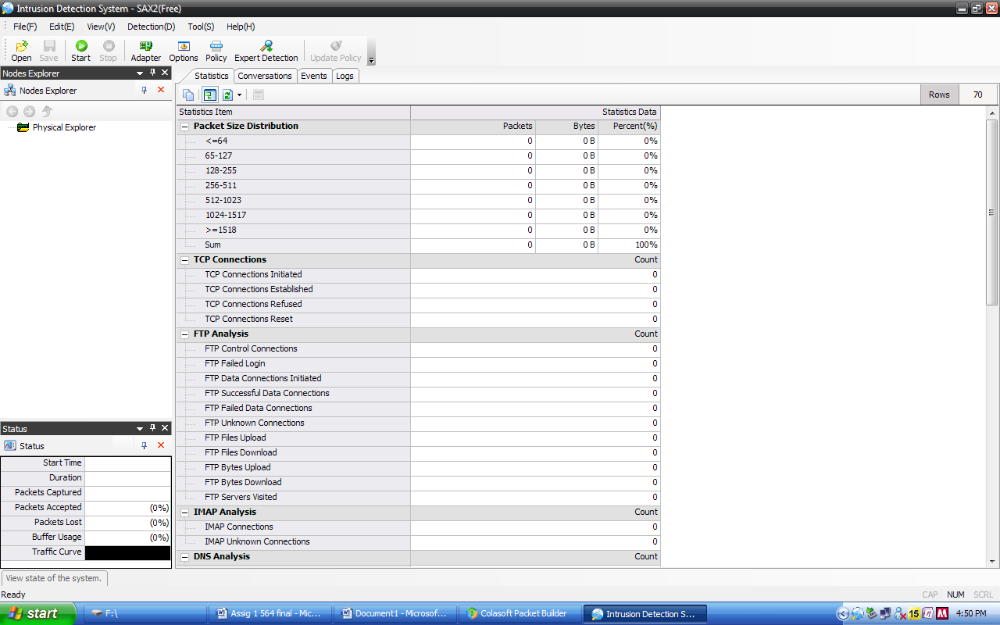 Intrusion Detection System - SAX2(Free)
File(F) Edit(E) View(V) Detection(D) Tool(S) Help(H)
Open Save Start Stop Adapter Options Policy Expert Detection Update Policy
Nodes Explorer
Nodes Explorer
Physical Explorer
Statistics Conversations Events Logs
Rows 70
Statistics Item Statistics Data
Packet Size Distribution Packets Bytes Percent(%)
<=64 0 0 B 0%
65-127 0 0 B 0%
128-255 0 0 B 0%
256-511 0 0 B 0%
512-1023 0 0 B 0%
1024-1517 0 0 B 0%
>=1518 0 0 B 0%
Sum 0 0 B 100%
TCP Connections Count
TCP Connections Initiated 0
TCP Connections Established 0
TCP Connections Refused 0
TCP Connections Reset 0
FTP Analysis Count
FTP Control Connections 0
FTP Failed Login 0
FTP Data Connections Initiated 0
FTP Successful Data Connections 0
FTP Failed Data Connections 0
FTP Unknown Connections 0
FTP Files Upload 0
FTP Files Download 0
FTP Bytes Upload 0
FTP Bytes Download 0
FTP Servers Visited 0
IMAP Analysis Count
IMAP Connections 0
IMAP Unknown Connections 0
DNS Analysis Count
Status
Status
Start Time
Duration
Packets Captured
Packets Accepted (0%)
Packets Lost (0%)
Buffer Usage (0%)
Traffic Curve
View state of the system.
Ready CAP NUM SCRL
start F:\ Assig 1 564 final - Mic... Document1 - Microsof... Colasoft Packet Builder Intrusion Detection S... 15 4:50 PM